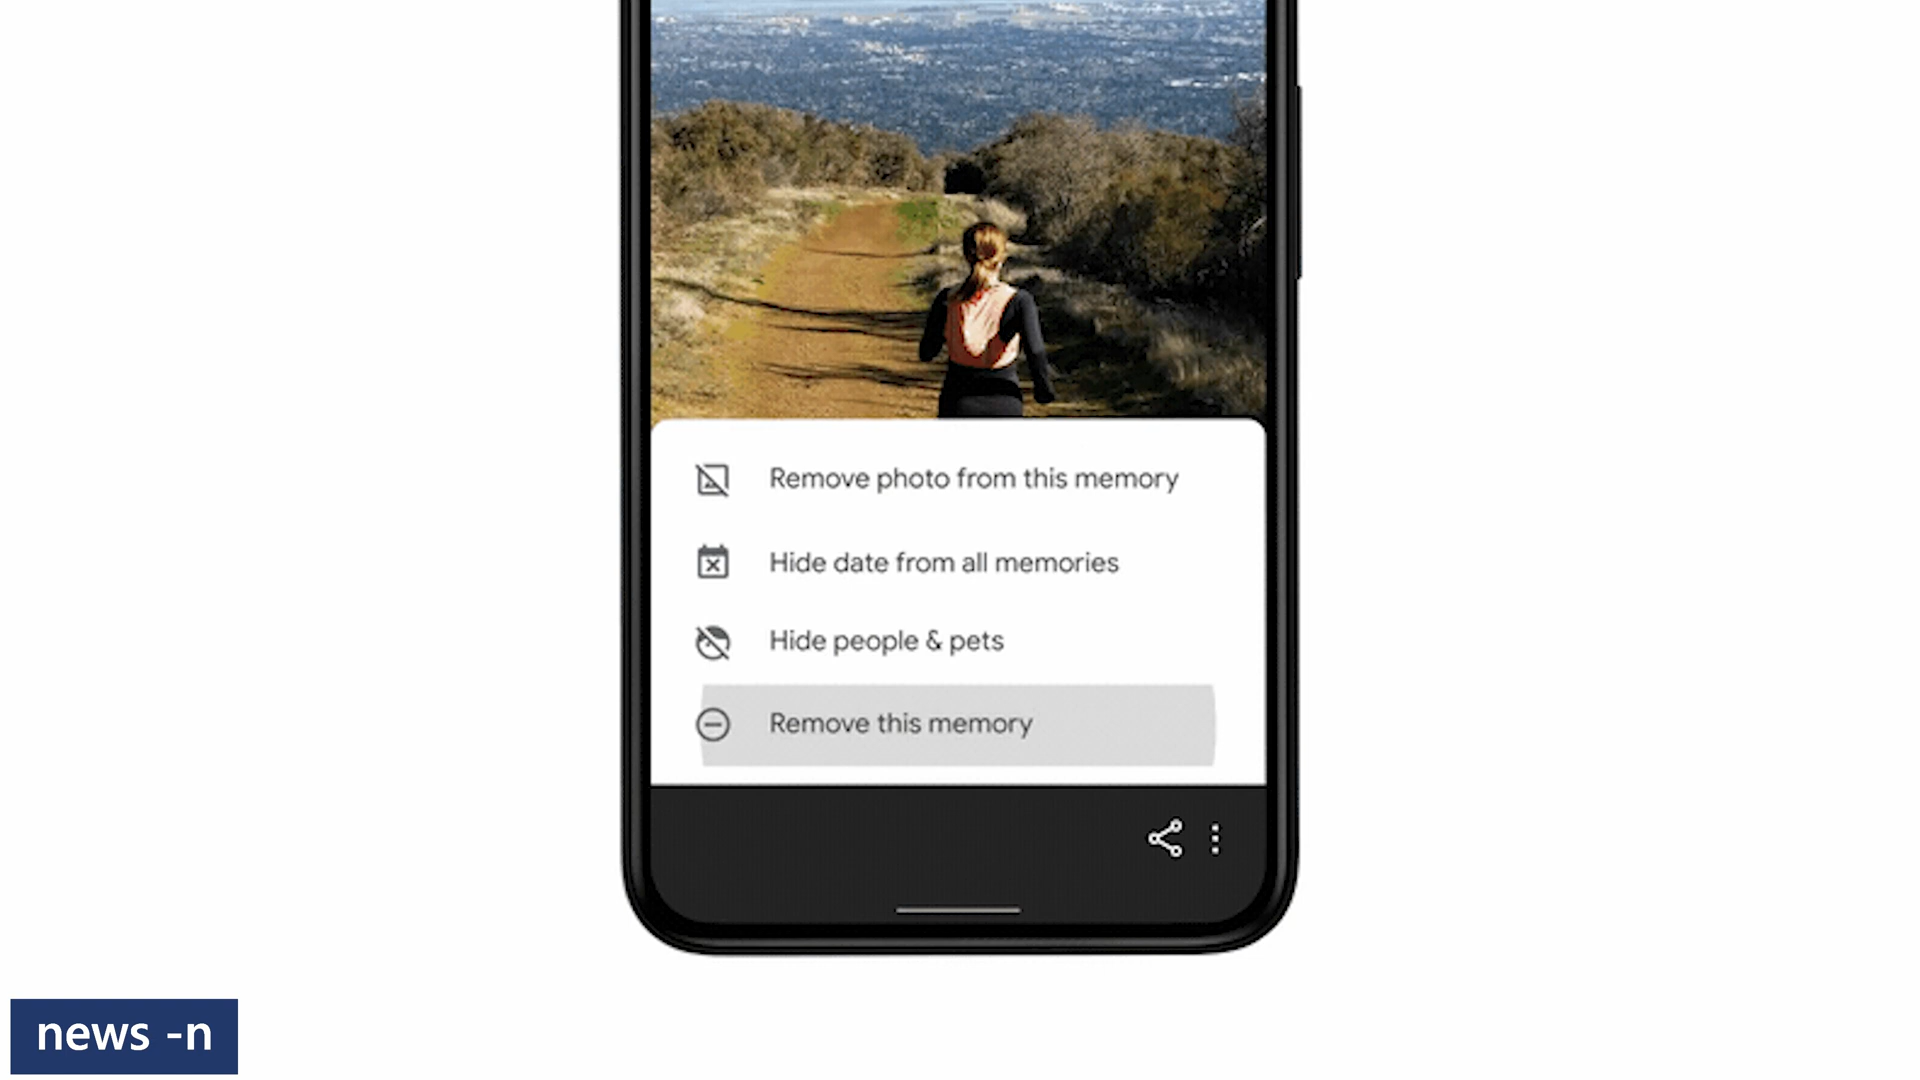 Remove photo from this memory
Hide date from all memories
Hide people & pets
Remove this memory
news -n